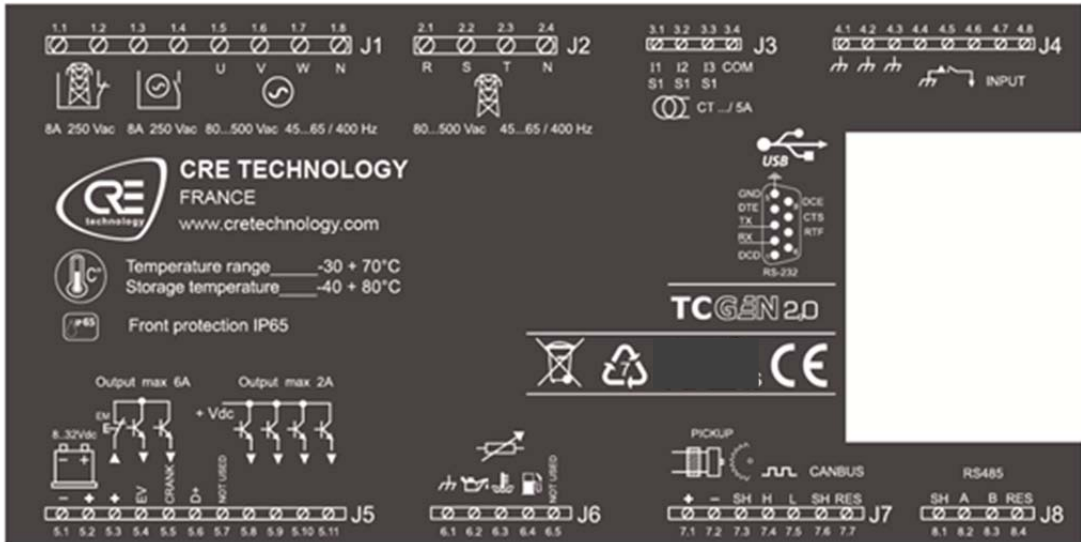 1.1 1.2 1.3 1.4 1.5 1.6 1.7 1.8 J1
U V W N
8A 250 Vac 8A 250 Vac 80...500 Vac 45...65 / 400 Hz
2.1 2.2 2.3 2.4 J2
R S T N
80...500 Vac 45...65 / 400 Hz
3.1 3.2 3.3 3.4 J3
I1 I2 I3 COM
S1 S1 S1
CT .../ 5A
4.1 4.2 4.3 4.4 4.5 4.6 4.7 4.8 J4
INPUT
CRE
technology
CRE TECHNOLOGY
FRANCE
www.cretechnology.com
USB
GND
DTE
TX
RX
DCD
DCE
CTS
RTF
RS-232
C°
Temperature range_____-30 + 70°C
Storage temperature____-40 + 80°C
IP65
Front protection IP65
TCGEN 2.0
7
CE
Output max 6A
Output max 2A
EM
+ Vdc
8..32Vdc
- +
- + + EV CRANK D+ NOT USED
J5
5.1 5.2 5.3 5.4 5.5 5.6 5.7 5.8 5.9 5.10 5.11
NOT USED
J6
6.1 6.2 6.3 6.4 6.5
PICKUP
CANBUS
+ - SH H L SH RES
J7
7.1 7.2 7.3 7.4 7.5 7.6 7.7
RS485
SH A B RES
J8
8.1 8.2 8.3 8.4